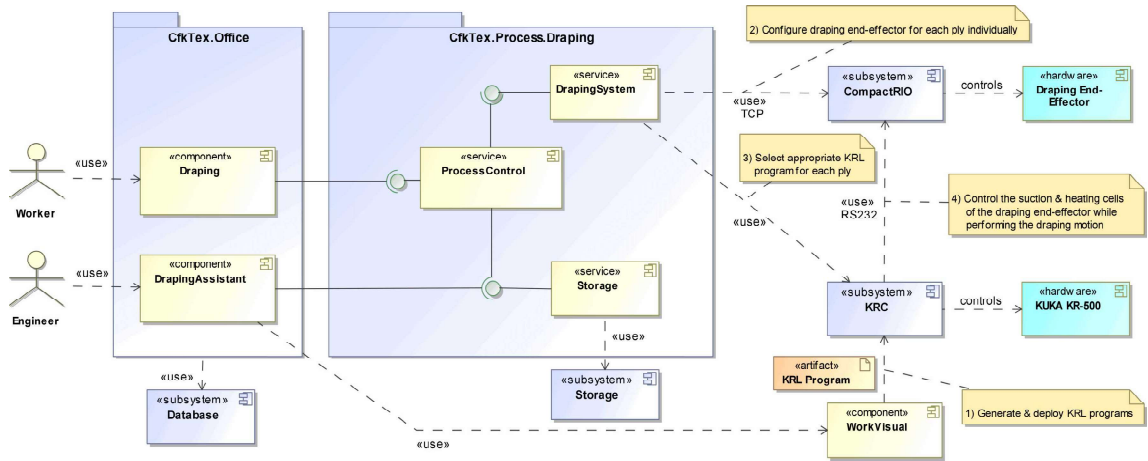 CfkTex.Office
CfkTex.Process.Draping
2) Configure draping end-effector for each ply individually
«service»
DrapingSystem
«use»
TCP
«subsystem»
CompactRIO
controls
«hardware»
Draping End-
Effector
Worker
«use»
«component»
Draping
«service»
ProcessControl
3) Select appropriate KRL
program for each ply
«use»
«use»
RS232
4) Control the suction & heating cells
of the draping end-effector while
performing the draping motion
Engineer
«use»
«component»
DrapingAssistant
«service»
Storage
«subsystem»
KRC
controls
«hardware»
KUKA KR-500
«use»
«use»
«subsystem»
Database
«subsystem»
Storage
«artifact»
KRL Program
1) Generate & deploy KRL programs
«use»
«component»
WorkVisual